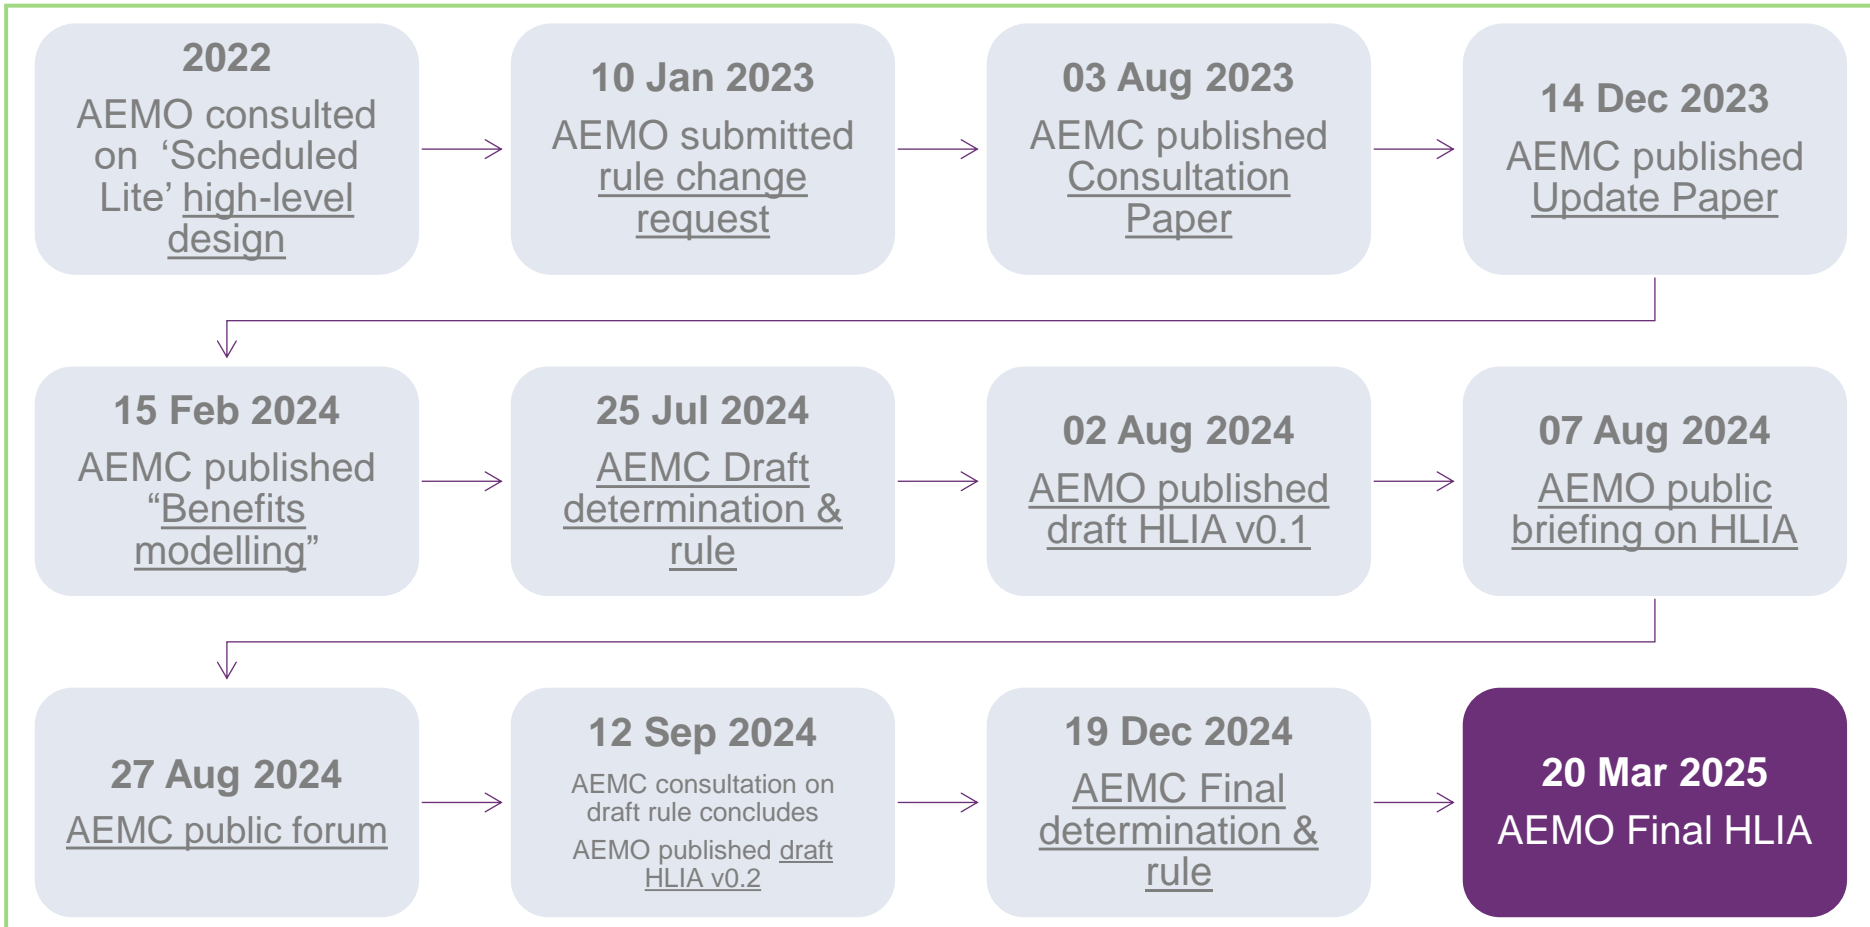 2022
AEMO consulted
on ‘Scheduled
Lite’ high-level
design
10 Jan 2023
AEMO submitted
rule change
request
03 Aug 2023
AEMC published
Consultation
Paper
14 Dec 2023
AEMC published
Update Paper
15 Feb 2024
AEMC published
“Benefits
modelling”
25 Jul 2024
AEMC Draft
determination &
rule
02 Aug 2024
AEMO published
draft HLIA v0.1
07 Aug 2024
AEMO public
briefing on HLIA
27 Aug 2024
AEMC public forum
12 Sep 2024
AEMC consultation on
draft rule concludes
AEMO published draft
HLIA v0.2
19 Dec 2024
AEMC Final
determination &
rule
20 Mar 2025
AEMO Final HLIA